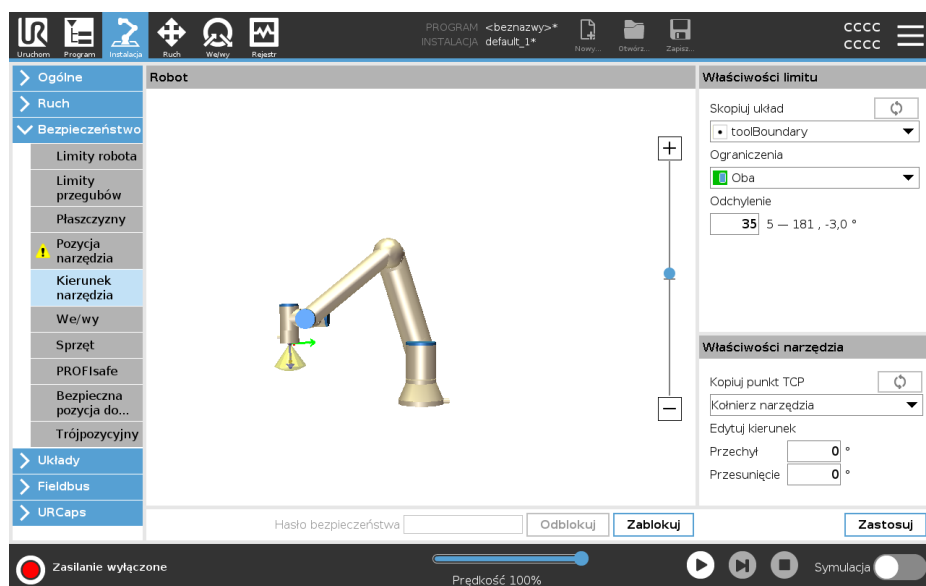 PROGRAM <beznazwy>*
INSTALACJA default_1*
Uruchom Program Instalacja Ruch We/wy Rejestr
Nowy... Otwórz... Zapisz...
cccc
cccc
Ogólne
Ruch
Bezpieczeństwo
Limity robota
Limity
przegubów
Płaszczyzny
Pozycja
narzędzia
Kierunek
narzędzia
We/wy
Sprzęt
PROFIsafe
Bezpieczna
pozycja do...
Trójpozycyjny
Układy
Fieldbus
URCaps
Robot
Hasło bezpieczeństwa Odblokuj Zablokuj
Właściwości limitu
Skopiuj układ
toolBoundary
Ograniczenia
Oba
Odchylenie
35 5 — 181 , -3,0 °
Właściwości narzędzia
Kopiuj punkt TCP
Kołnierz narzędzia
Edytuj kierunek
Przechył 0 °
Przesunięcie 0 °
Zastosuj
Zasilanie wyłączone
Prędkość 100%
Symulacja